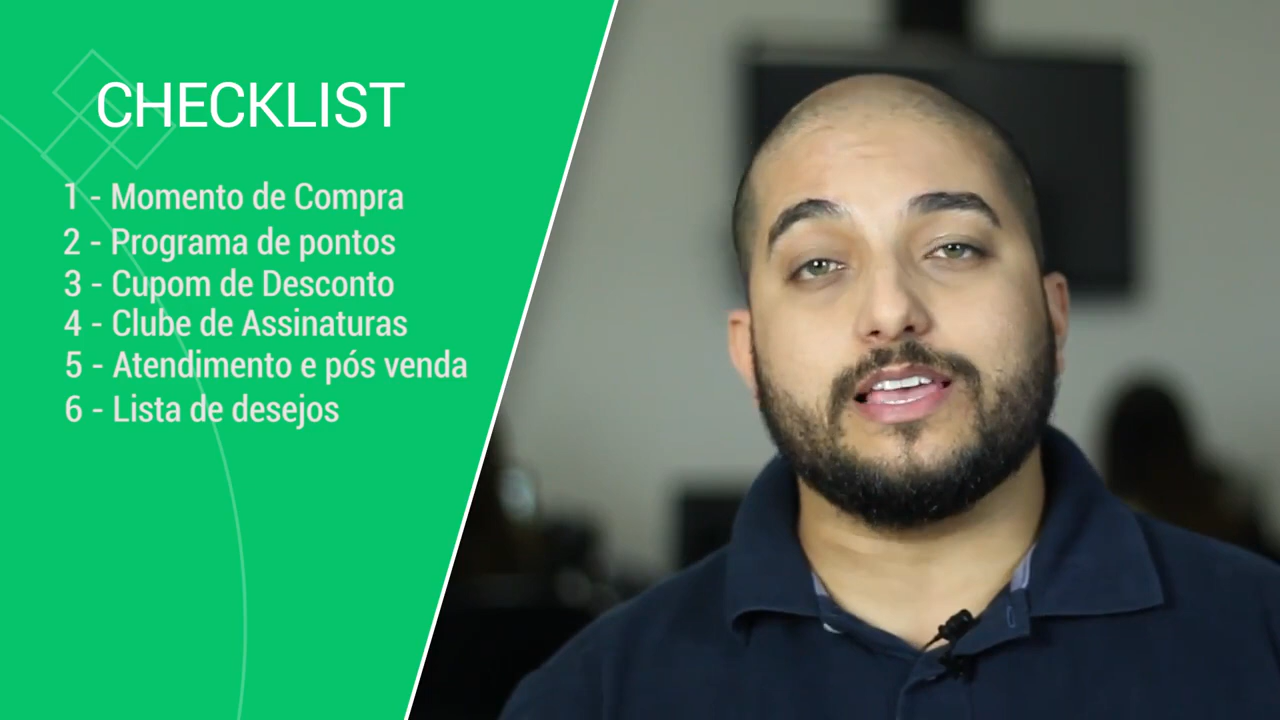 CHECKLIST
1 - Momento de Compra
2 - Programa de pontos
3 - Cupom de Desconto
4 - Clube de Assinaturas
5 - Atendimento e pós venda
6 - Lista de desejos